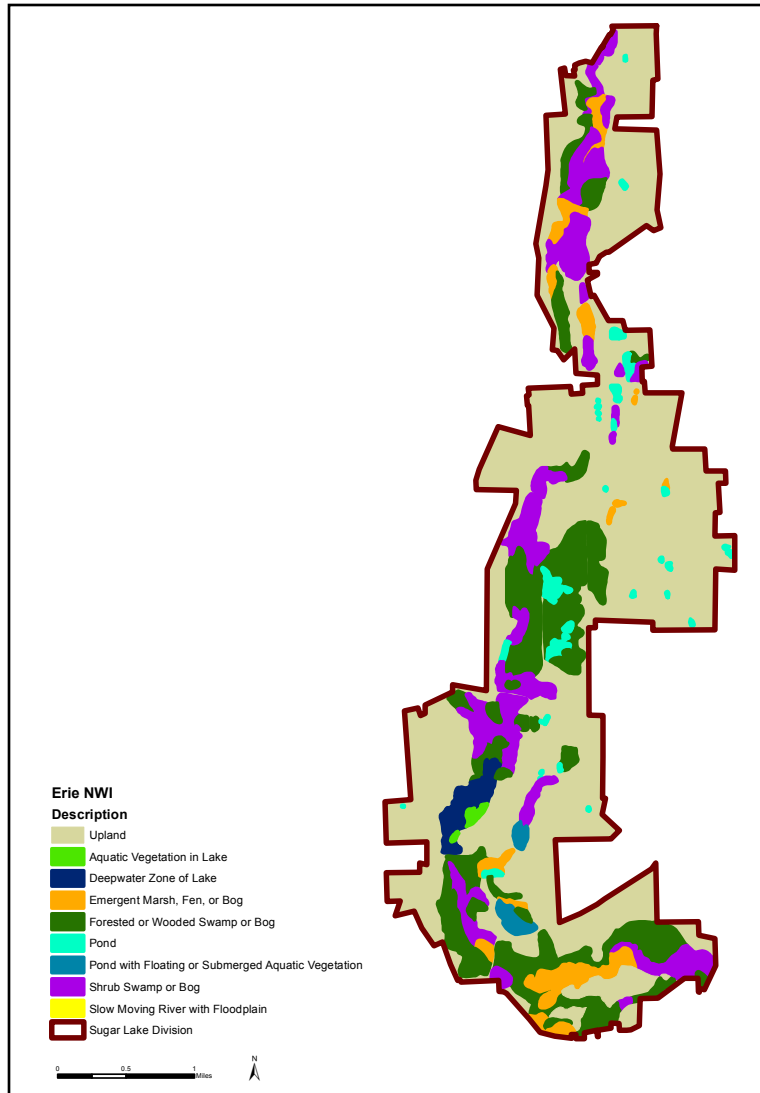 Erie NWI
Description
Upland
Aquatic Vegetation in Lake
Deepwater Zone of Lake
Emergent Marsh, Fen, or Bog
Forested or Wooded Swamp or Bog
Pond
Pond with Floating or Submerged Aquatic Vegetation
Shrub Swamp or Bog
Slow Moving River with Floodplain
Sugar Lake Division
0 0.5 1
Miles
N